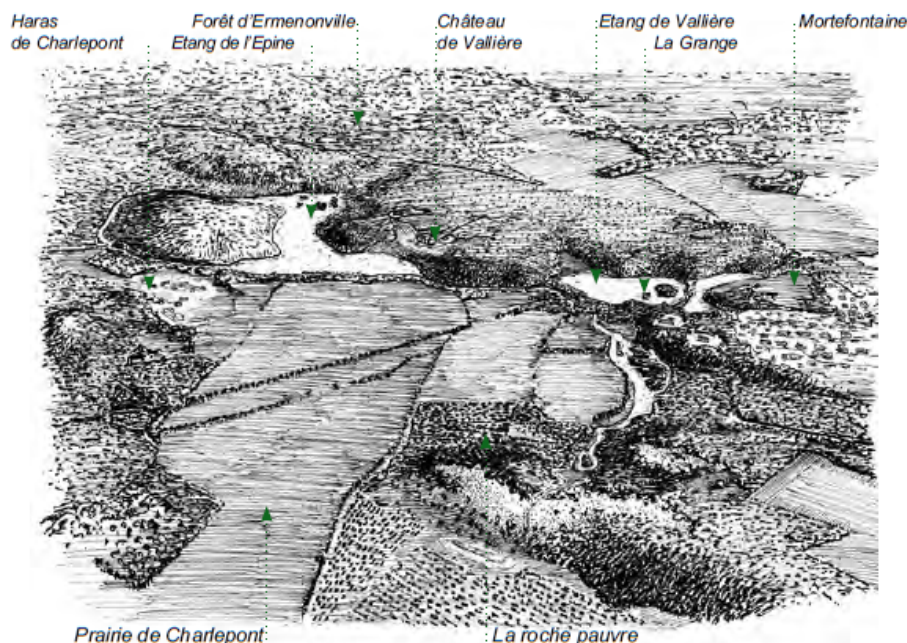 Haras
de Charlepont
Forêt d'Ermenonville
Etang de l'Epine
Château
de Vallière
Etang de Vallière
La Grange
Mortefontaine
Prairie de Charlepont
La roche pauvre